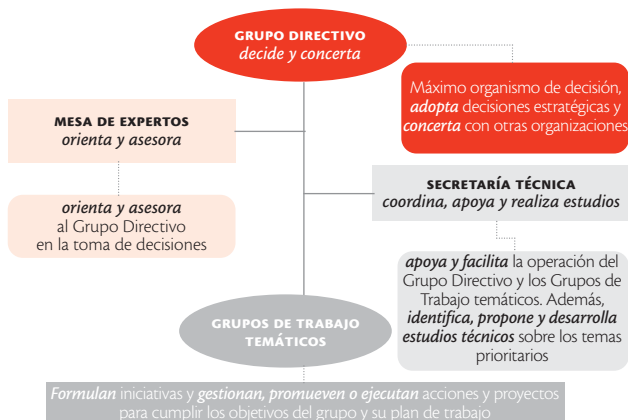 GRUPO DIRECTIVO
decide y concerta
Máximo organismo de decisión,
adopta decisiones estratégicas y
concerta con otras organizaciones
MESA DE EXPERTOS
orienta y asesora
orienta y asesora
al Grupo Directivo
en la toma de decisiones
SECRETARÍA TÉCNICA
coordina, apoya y realiza estudios
apoya y facilita la operación del
Grupo Directivo y los Grupos de
Trabajo temáticos. Además,
identifica, propone y desarrolla
estudios técnicos sobre los temas
prioritarios
GRUPOS DE TRABAJO
TEMÁTICOS
Formulan iniciativas y gestionan, promueven o ejecutan acciones y proyectos
para cumplir los objetivos del grupo y su plan de trabajo